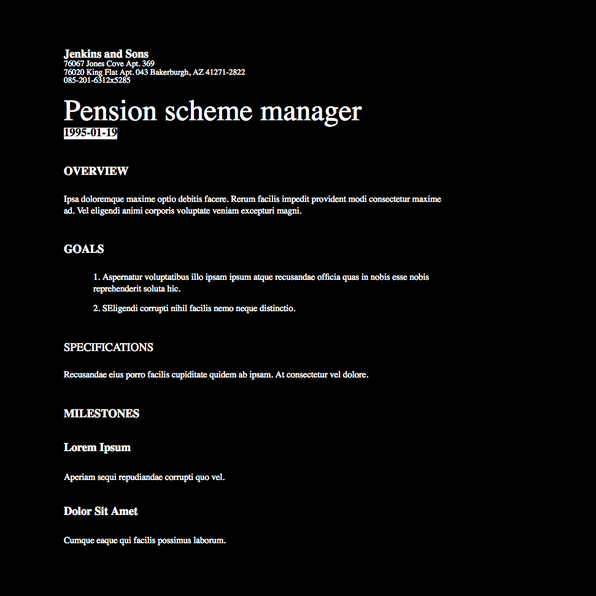 Jenkins and Sons
76067 Jones Cove Apt. 369
76020 King Flat Apt. 043 Bakerburgh, AZ 41271-2822
085-201-6312x5285
Pension scheme manager
1995-01-19
OVERVIEW
Ipsa doloremque maxime optio debitis facere. Rerum facilis impedit provident modi consectetur maxime
ad. Vel eligendi animi corporis voluptate veniam excepturi magni.
GOALS
1. Aspernatur voluptatibus illo ipsam ipsum atque recusandae officia quas in nobis esse nobis
reprehenderit soluta hic.
2. SEligendi corrupti nihil facilis nemo neque distinctio.
SPECIFICATIONS
Recusandae eius porro facilis cupiditate quidem ab ipsam. At consectetur vel dolore.
MILESTONES
Lorem Ipsum
Aperiam sequi repudiandae corrupti quo vel.
Dolor Sit Amet
Cumque eaque qui facilis possimus laborum.